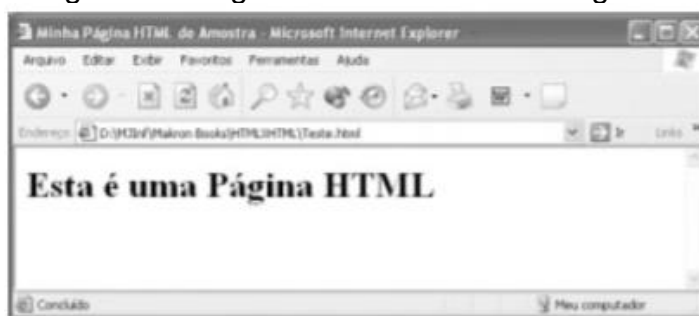 Minha Página HTML de Amostra - Microsoft Internet Explorer
Arquivo Editar Exibir Favoritos Ferramentas Ajuda
Endereço D:\M3Inf\Makron Books\HTML\HTML\Teste.html Ir Links »
Esta é uma Página HTML
Concluído Meu computador